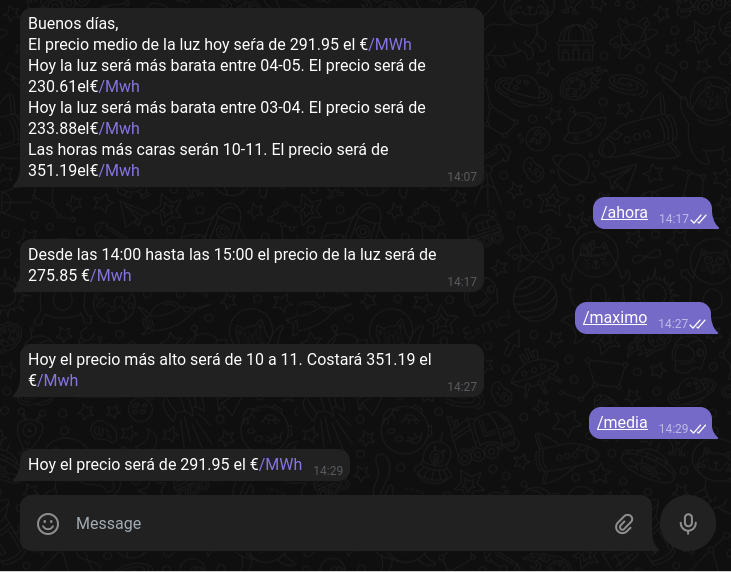 Buenos días,
El precio medio de la luz hoy seŕa de 291.95 el €/MWh
Hoy la luz será más barata entre 04-05. El precio será de
230.61el€/Mwh
Hoy la luz será más barata entre 03-04. El precio será de
233.88el€/Mwh
Las horas más caras serán 10-11. El precio será de
351.19el€/Mwh
14:07
/ahora 14:17
Desde las 14:00 hasta las 15:00 el precio de la luz será de
275.85 €/Mwh
14:17
/maximo 14:27
Hoy el precio más alto será de 10 a 11. Costará 351.19 el
€/Mwh
14:27
/media 14:29
Hoy el precio será de 291.95 el €/MWh 14:29
Message